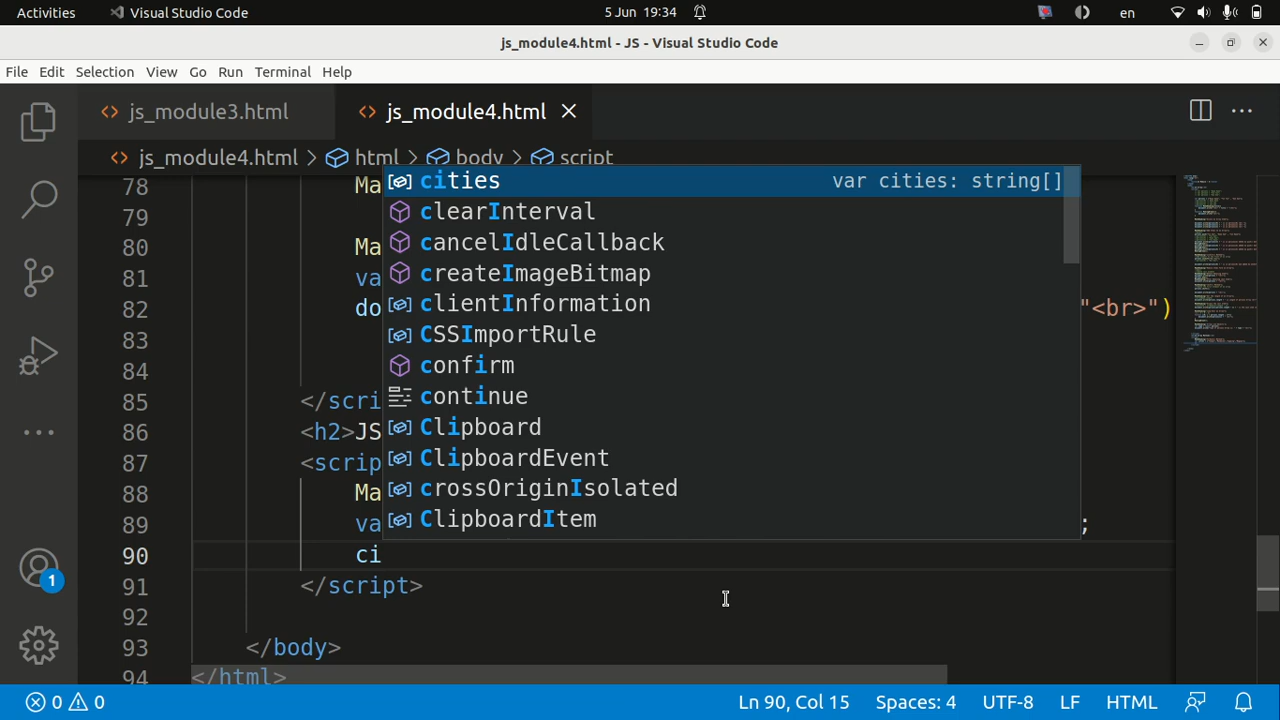 Activities Visual Studio Code 5 Jun 19:34 en
js_module4.html - JS - Visual Studio Code
File Edit Selection View Go Run Terminal Help
js_module3.html js_module4.html
js_module4.html > html > body > script
78 Ma
cities var cities: string[]
79 clearInterval
80 Ma cancelIdleCallback
81 va createImageBitmap
82 do clientInformation "<br>")
83 CSSImportRule
84 confirm
85 </scri continue
86 <h2>JS Clipboard
87 <scrip ClipboardEvent
88 Ma crossOriginIsolated
89 va ClipboardItem ;
90 ci
91 </script>
92
93 </body>
94 </html>
1
0 0 Ln 90, Col 15 Spaces: 4 UTF-8 LF HTML